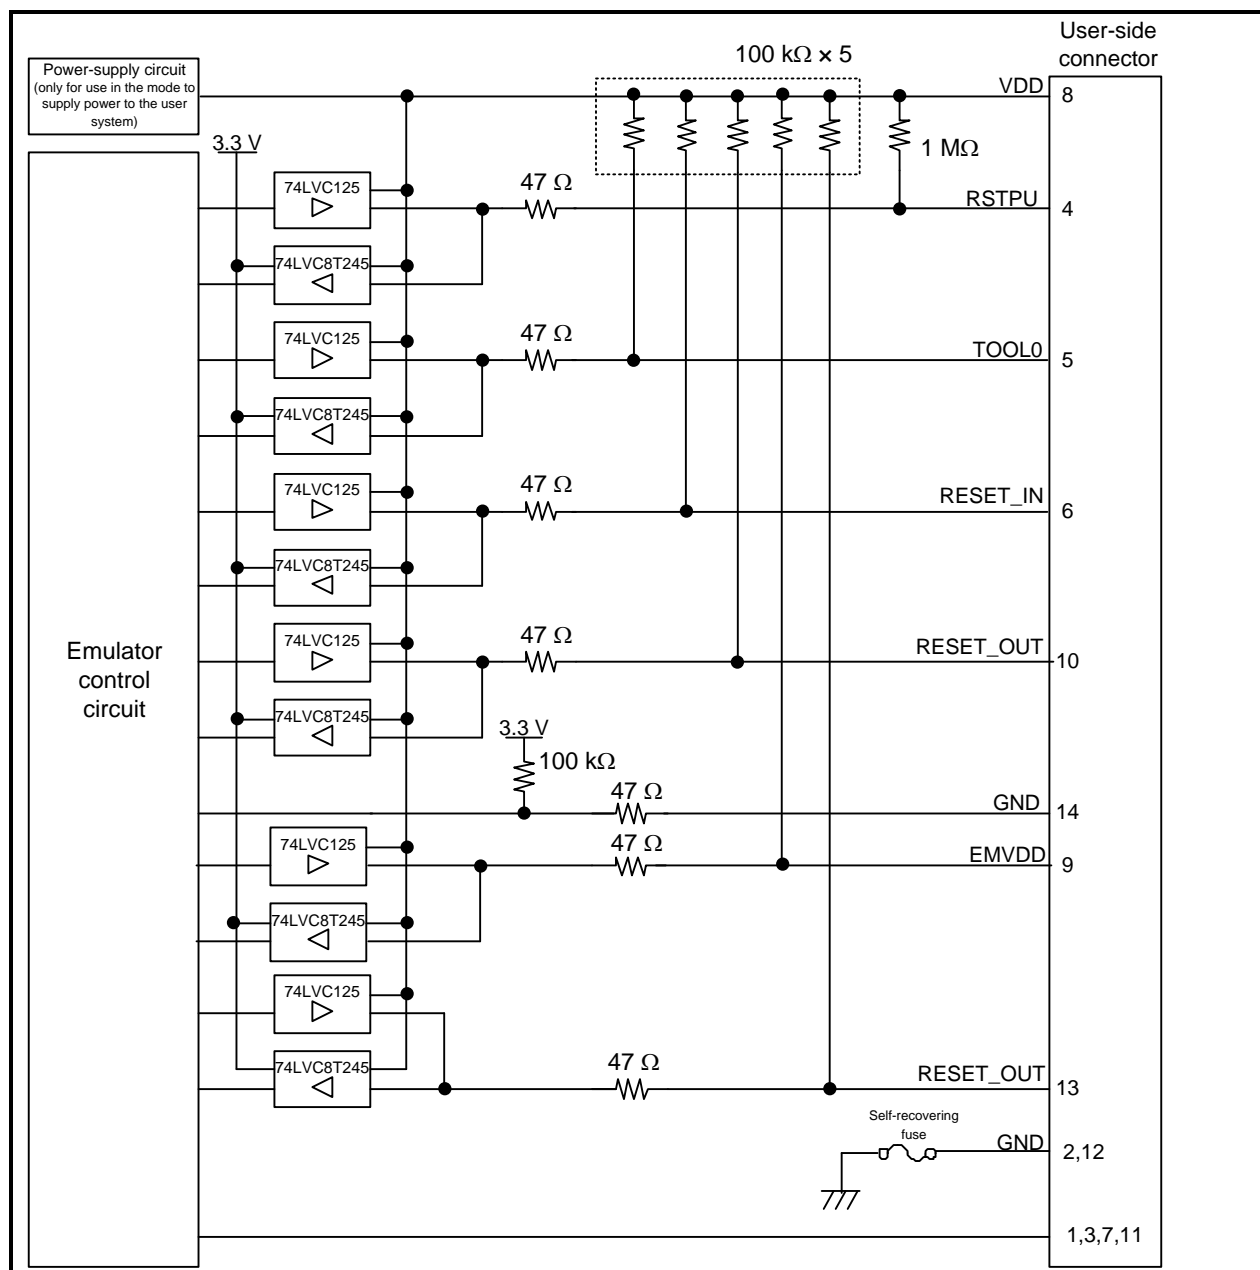 User-side
connector
100 kΩ × 5
Power-supply circuit
(only for use in the mode to
supply power to the user
system)
VDD 8
3.3 V
1 MΩ
74LVC125
47 Ω
RSTPU 4
74LVC8T245
74LVC125
47 Ω
TOOL0 5
74LVC8T245
74LVC125
47 Ω
RESET_IN 6
74LVC8T245
Emulator
control
circuit
74LVC125
47 Ω
RESET_OUT 10
74LVC8T245
3.3 V
100 kΩ
47 Ω
GND 14
74LVC125
47 Ω
EMVDD 9
74LVC8T245
74LVC125
74LVC8T245
47 Ω
RESET_OUT 13
Self-recovering
fuse
GND 2,12
1,3,7,11